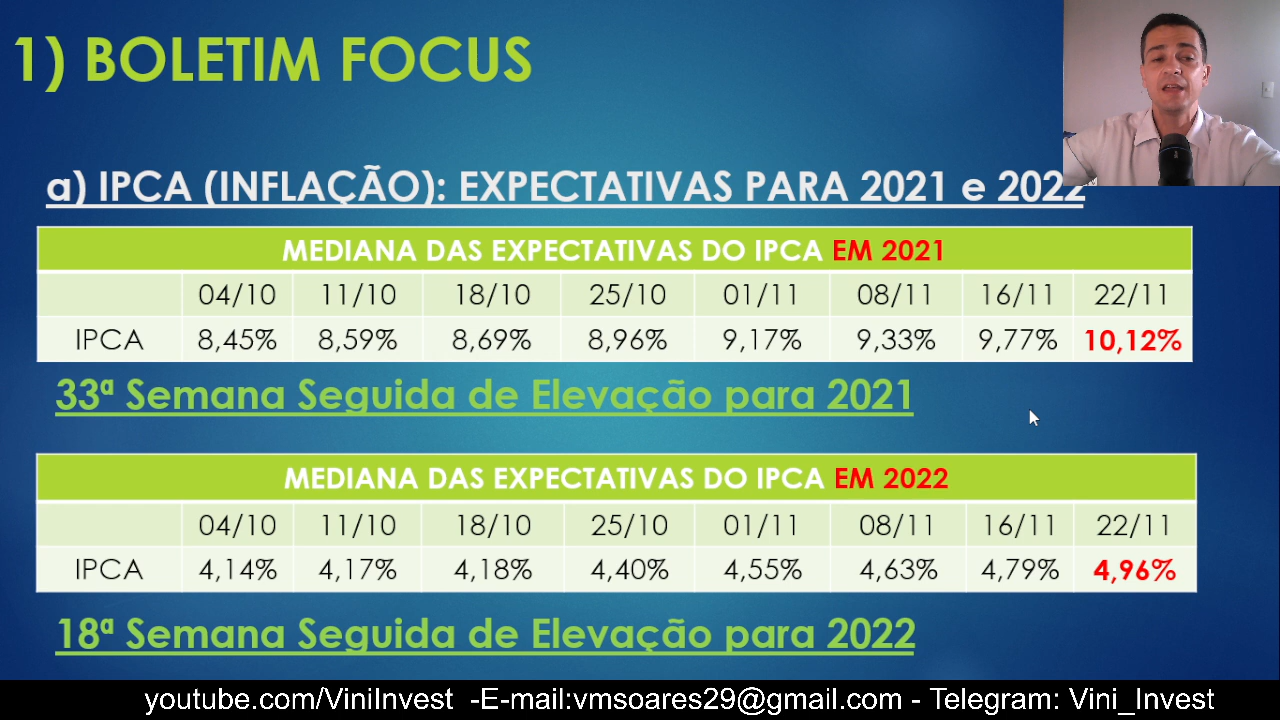 1) BOLETIM FOCUS
a) IPCA (INFLAÇÃO): EXPECTATIVAS PARA 2021 e 2022
MEDIANA DAS EXPECTATIVAS DO IPCA EM 2021
04/10 11/10 18/10 25/10 01/11 08/11 16/11 22/11
IPCA 8,45% 8,59% 8,69% 8,96% 9,17% 9,33% 9,77% 10,12%
33ª Semana Seguida de Elevação para 2021
MEDIANA DAS EXPECTATIVAS DO IPCA EM 2022
04/10 11/10 18/10 25/10 01/11 08/11 16/11 22/11
IPCA 4,14% 4,17% 4,18% 4,40% 4,55% 4,63% 4,79% 4,96%
18ª Semana Seguida de Elevação para 2022
youtube.com/ViniInvest -E-mail:vmsoares29@gmail.com - Telegram: Vini_Invest